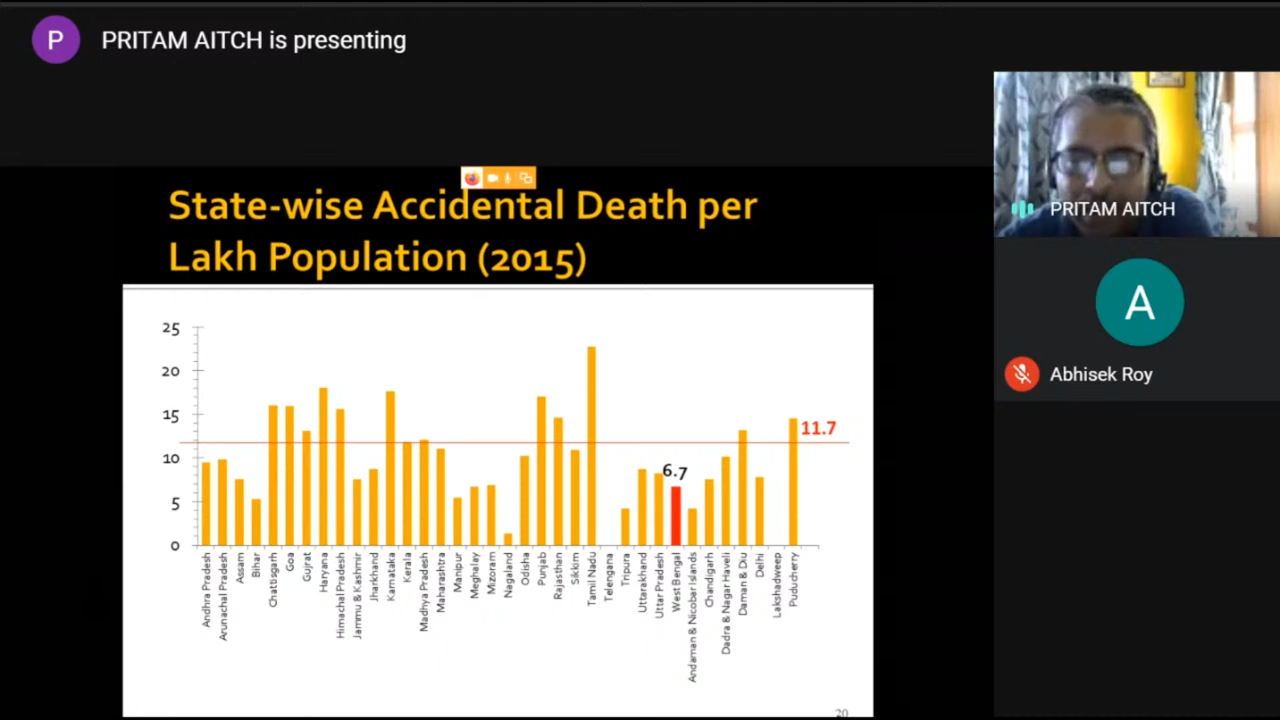 P
PRITAM AITCH is presenting
State-wise Accidental Death per
Lakh Population (2015)
25
20
15
10
5
0
11.7
6.7
Andhra Pradesh
Arunachal Pradesh
Assam
Bihar
Chatisgarh
Goa
Gujrat
Haryana
Himachal Pradesh
Jammu & Kashmir
Jharkhand
Karnataka
Kerala
Madhya Pradesh
Maharashtra
Manipur
Meghalay
Mizoram
Nagaland
Odisha
Punjab
Rajasthan
Sikkim
Tamil Nadu
Telengana
Tripura
Uttarakhand
Uttar Pradesh
West Bengal
Andaman & Nicobar Islands
Chandigarh
Dadra & Nagar Haveli
Daman & Diu
Delhi
Lakshadweep
Puducherry
20
PRITAM AITCH
A
Abhisek Roy